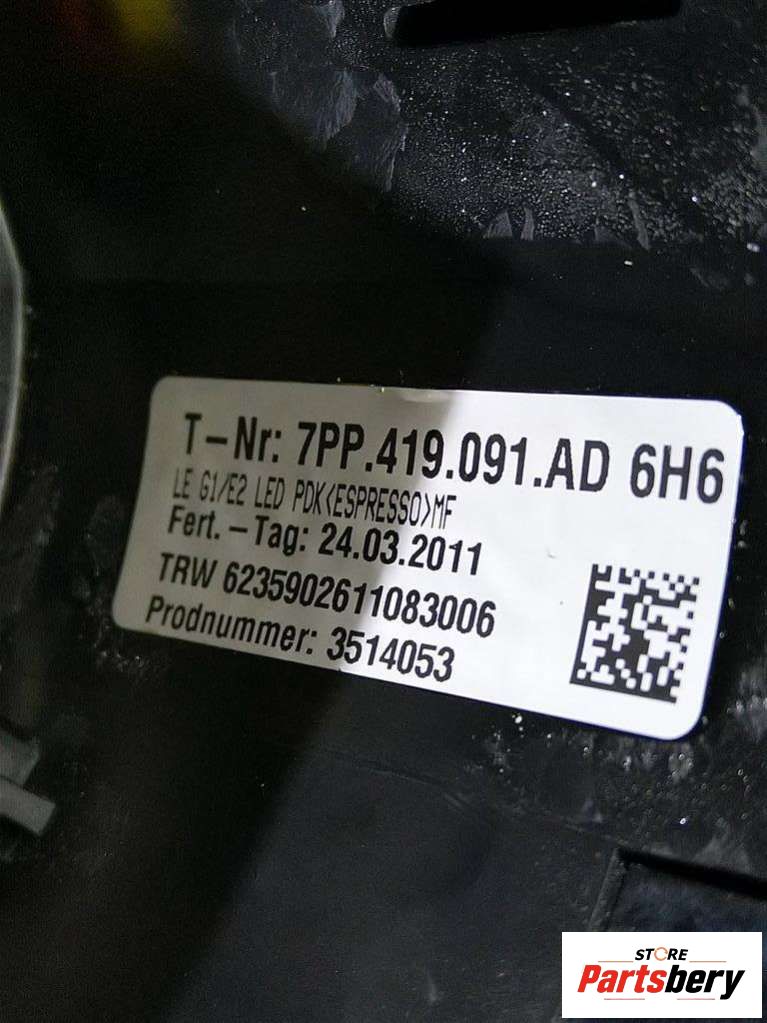 T-Nr: 7PP.419.091.AD 6H6
LE G1/E2 LED PDK<ESPRESSO>MF
Fert.-Tag: 24.03.2011
TRW 6235902611083006
Prodnummer: 3514053
STORE
Partsbery